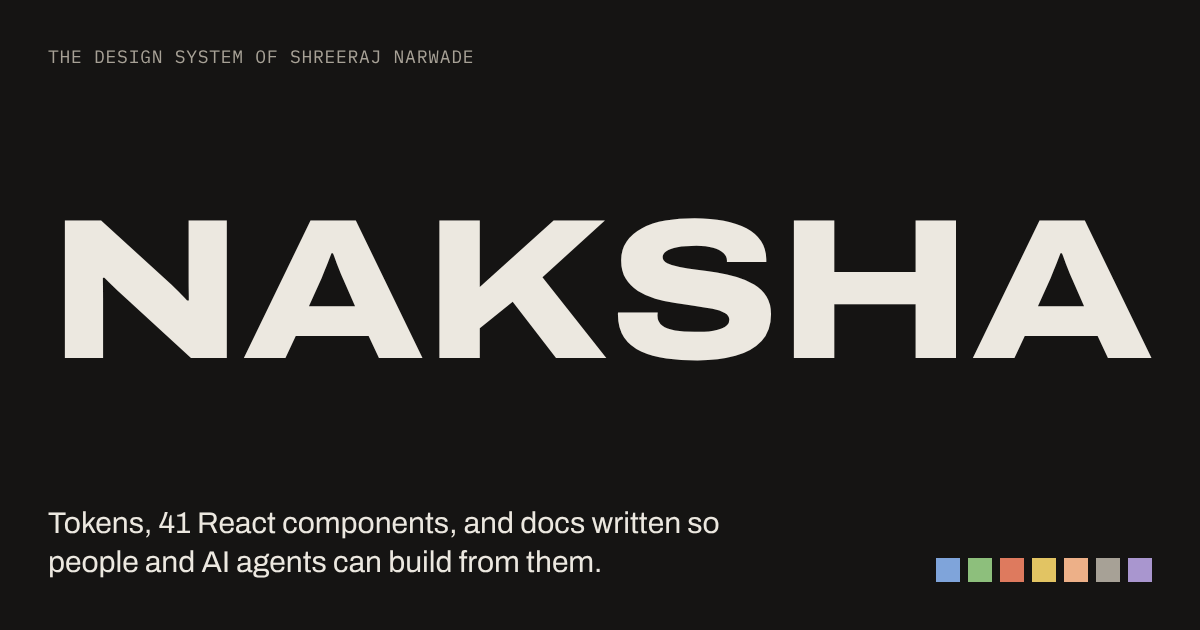 THE DESIGN SYSTEM OF SHREERAJ NARWADE
NAKSHA
Tokens, 41 React components, and docs written so
people and AI agents can build from them.